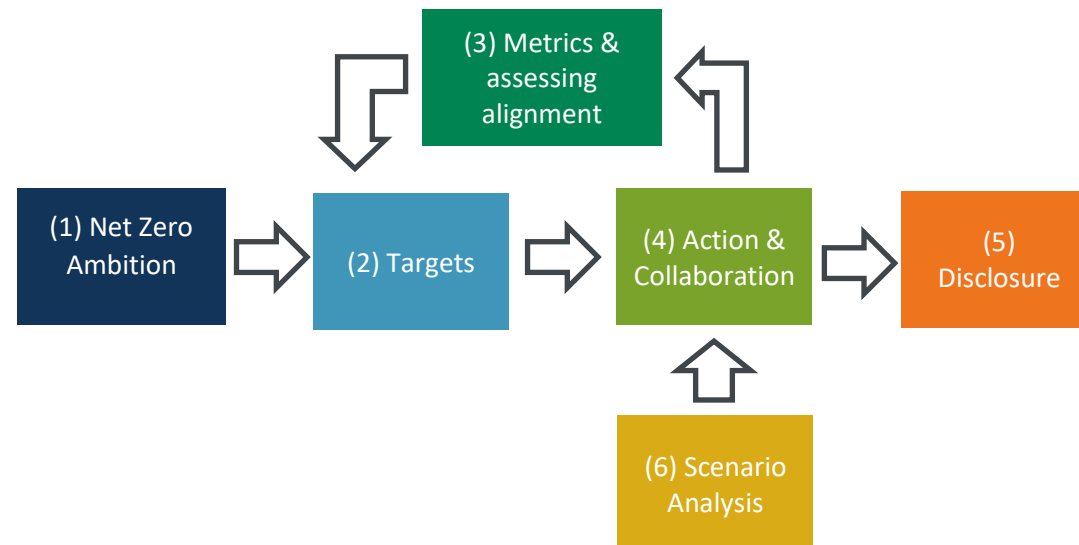 (3) Metrics &
assessing
alignment
(1) Net Zero
Ambition
(2) Targets
(4) Action &
Collaboration
(5)
Disclosure
(6) Scenario
Analysis